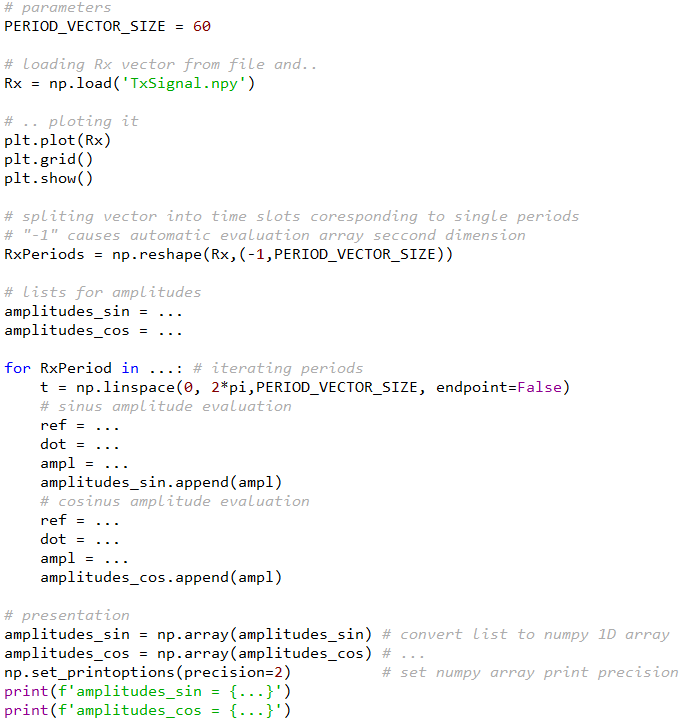 # parameters
PERIOD_VECTOR_SIZE = 60
# loading Rx vector from file and..
Rx = np.load('TxSignal.npy')
# .. ploting it
plt.plot(Rx)
plt.grid()
plt.show()
# spliting vector into time slots coresponding to single periods
# "-1" causes automatic evaluation array seccond dimension
RxPeriods = np.reshape(Rx,(-1,PERIOD_VECTOR_SIZE))
# lists for amplitudes
amplitudes_sin = ...
amplitudes_cos = ...
for RxPeriod in ...: # iterating periods
    t = np.linspace(0, 2*pi,PERIOD_VECTOR_SIZE, endpoint=False)
    # sinus amplitude evaluation
    ref = ...
    dot = ...
    ampl = ...
    amplitudes_sin.append(ampl)
    # cosinus amplitude evaluation
    ref = ...
    dot = ...
    ampl = ...
    amplitudes_cos.append(ampl)
# presentation
amplitudes_sin = np.array(amplitudes_sin) # convert list to numpy 1D array
amplitudes_cos = np.array(amplitudes_cos) # ...
np.set_printoptions(precision=2)          # set numpy array print precision
print(f'amplitudes_sin = {...}')
print(f'amplitudes_cos = {...}')